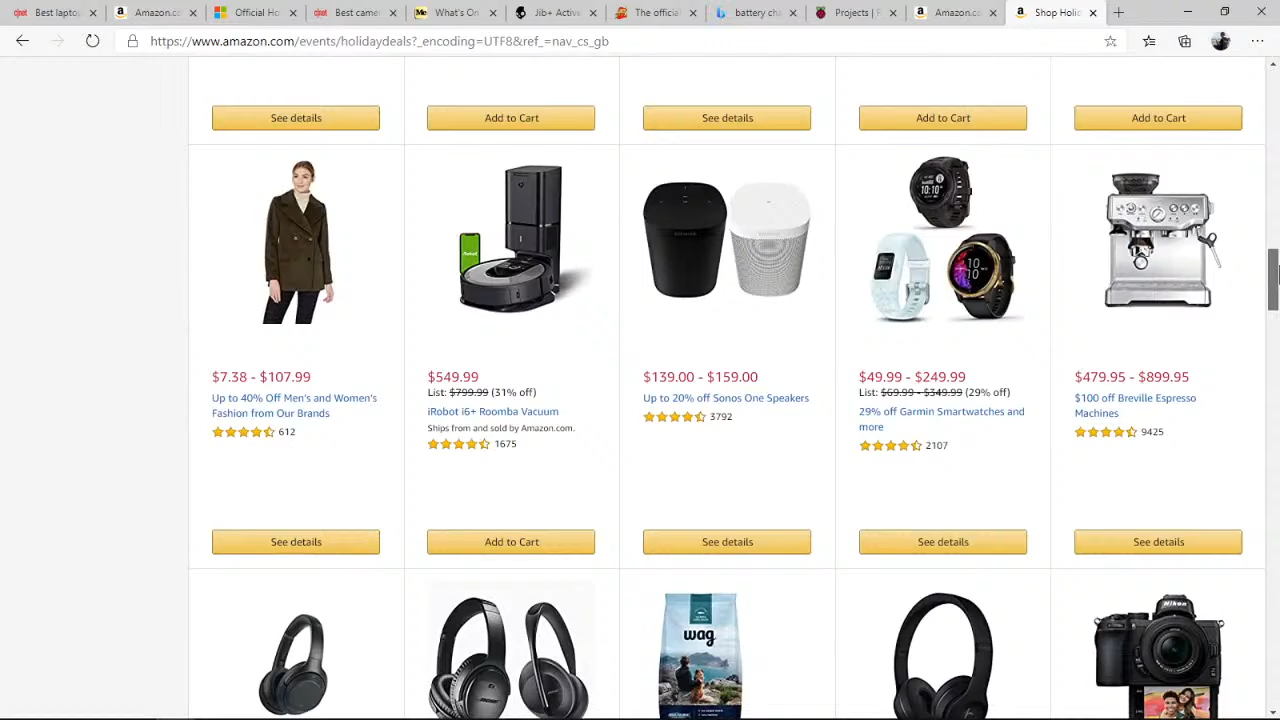 Best laptop
Amazon.c
Official Ho
Best came
What's On
Jib+ Active
The officia
battery cha
Projects | F
Amazon.c
Shop Holid
https://www.amazon.com/events/holidaydeals?_encoding=UTF8&ref_=nav_cs_gb
See details
Add to Cart
See details
Add to Cart
Add to Cart
$7.38 - $107.99
Up to 40% Off Men's and Women's
Fashion from Our Brands
612
$549.99
List: $799.99 (31% off)
iRobot i6+ Roomba Vacuum
Ships from and sold by Amazon.com.
1675
$139.00 - $159.00
Up to 20% off Sonos One Speakers
3792
$49.99 - $249.99
List: $69.99 - $349.99 (29% off)
29% off Garmin Smartwatches and
more
2107
$479.95 - $899.95
$100 off Breville Espresso
Machines
9425
See details
Add to Cart
See details
See details
See details
wag
Nikon